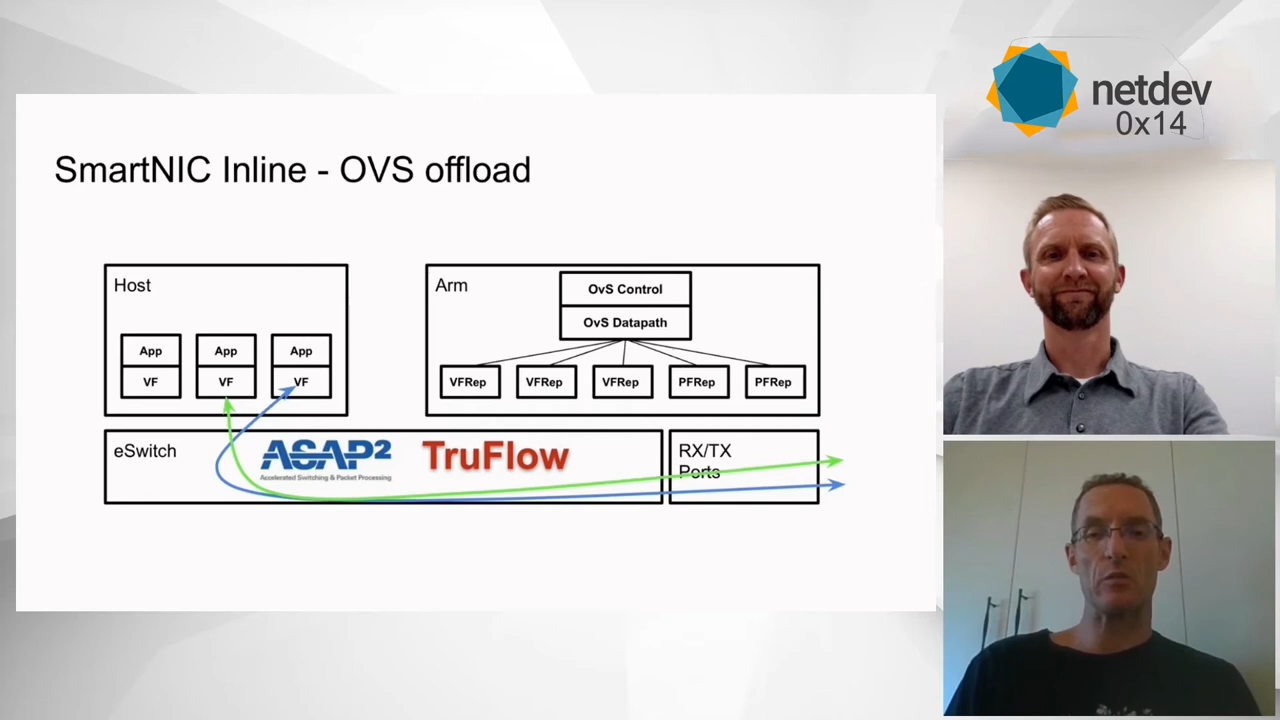 netdev
0x14
SmartNIC Inline - OVS offload
Host
App
App
App
VF
VF
VF
Arm
OvS Control
OvS Datapath
VFRep
VFRep
VFRep
PFRep
PFRep
eSwitch
ASAP2
Accelerated Switching & Packet Processing
TruFlow
RX/TX
Ports